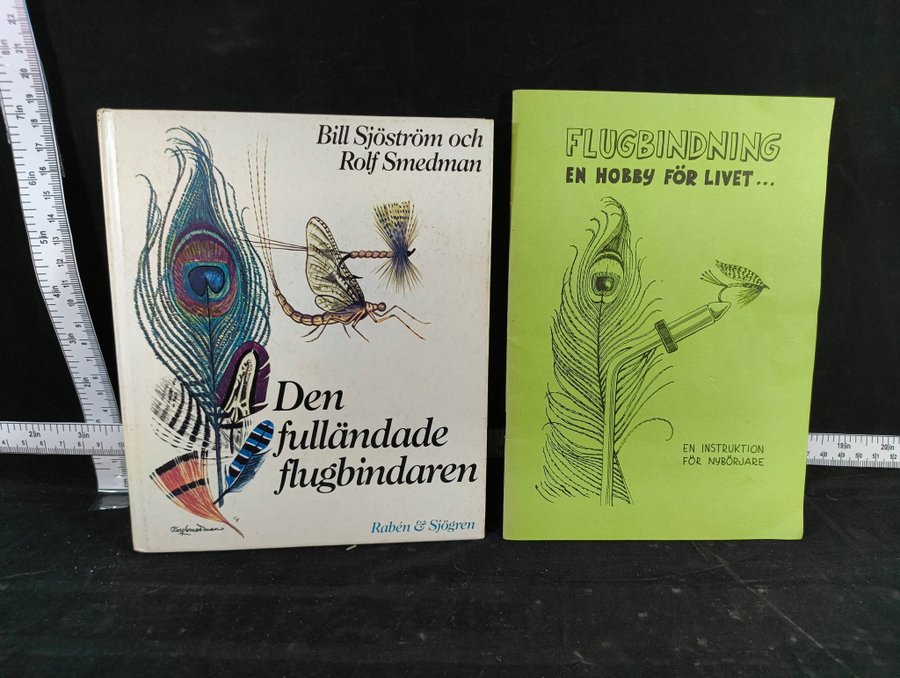 Bill Sjöström och
Rolf Smedman
Den
fulländade
flugbindaren
Rabén & Sjögren
FLUGBINDNING
EN HOBBY FÖR LIVET...
EN INSTRUKTION
FÖR NYBÖRJARE